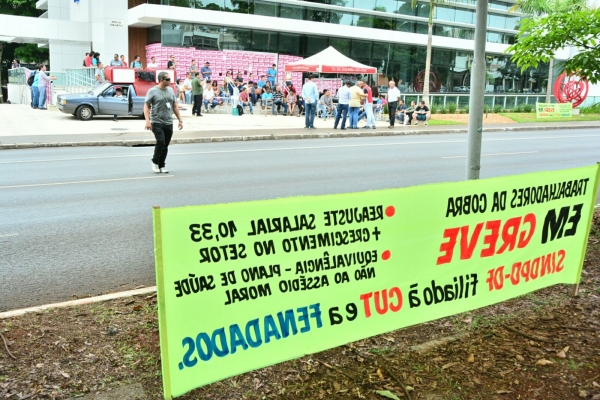 TRABALHADORES DA COBRA
EM GREVE
• REAJUSTE SALARIAL 10,33
+ CRESCIMENTO NO SETOR
• EQUIVALÊNCIA - PLANO DE SAÚDE
NÃO AO ASSÉDIO MORAL
SINDPD-DF filiado à CUT e a FENADADOS.